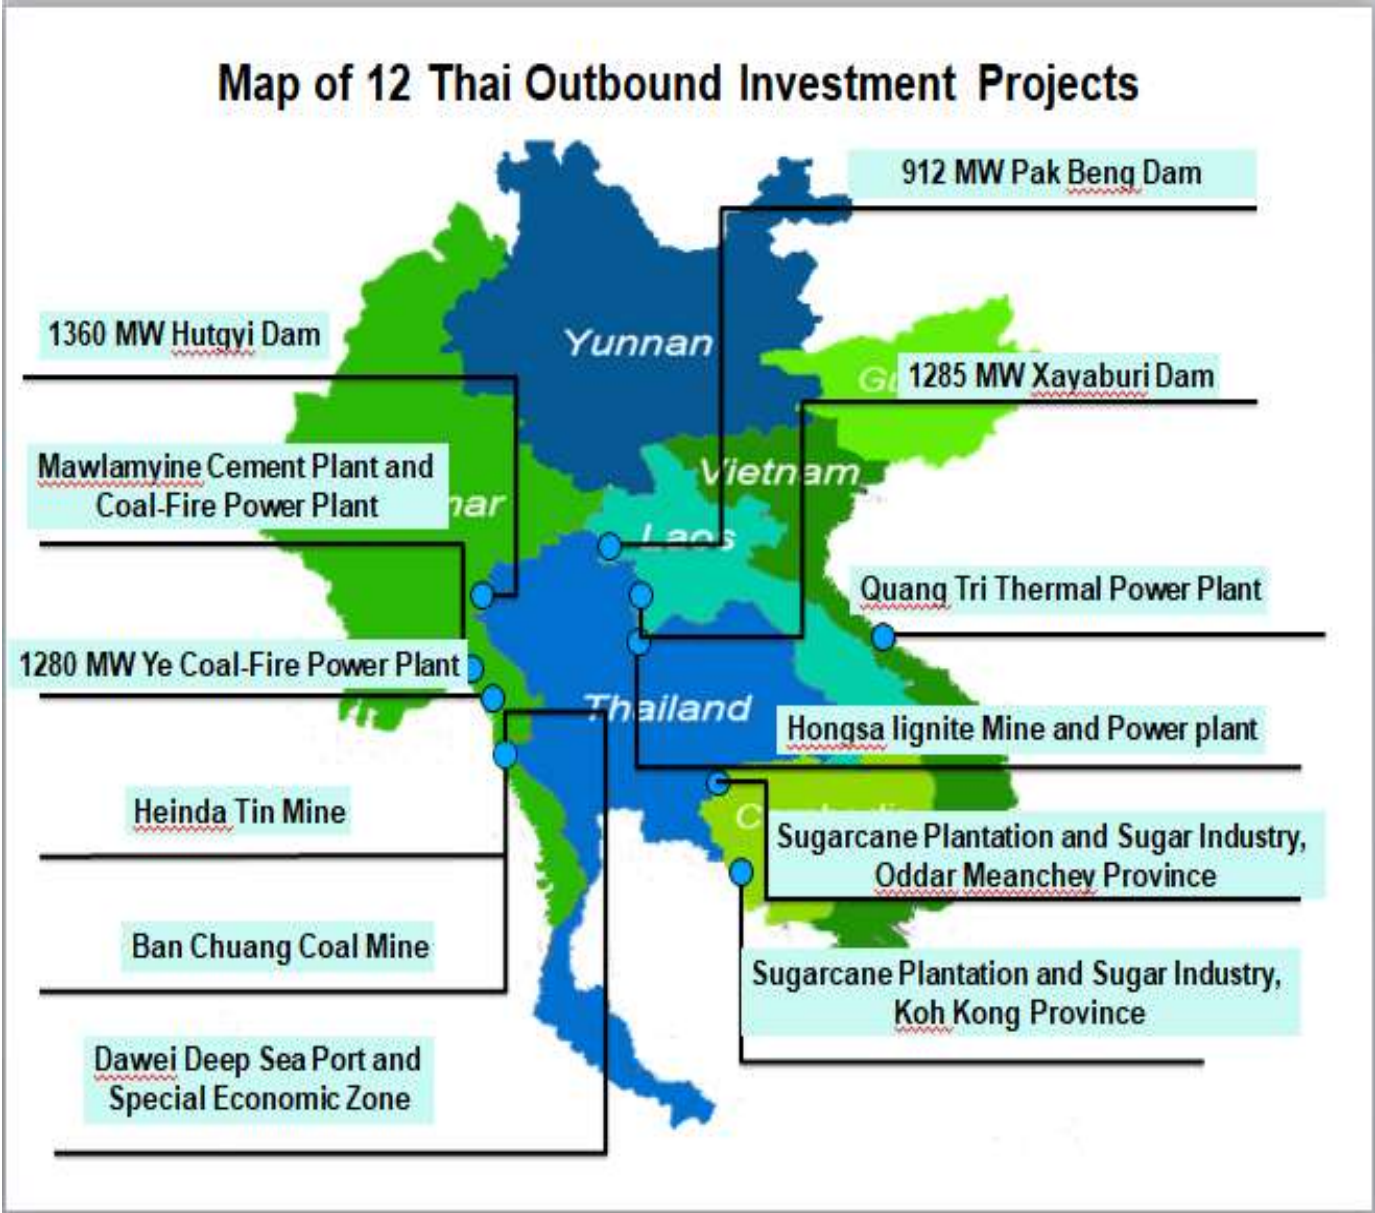 Map of 12 Thai Outbound Investment Projects
912 MW Pak Beng Dam
1360 MW Hutgyi Dam
Yunnan
1285 MW Xayaburi Dam
Mawlamyine Cement Plant and
Coal-Fire Power Plant
Vietnam
Laos
Quang Tri Thermal Power Plant
1280 MW Ye Coal-Fire Power Plant
Thailand
Hongsa lignite Mine and Power plant
Heinda Tin Mine
Sugarcane Plantation and Sugar Industry,
Oddar Meanchey Province
Ban Chuang Coal Mine
Sugarcane Plantation and Sugar Industry,
Koh Kong Province
Dawei Deep Sea Port and
Special Economic Zone